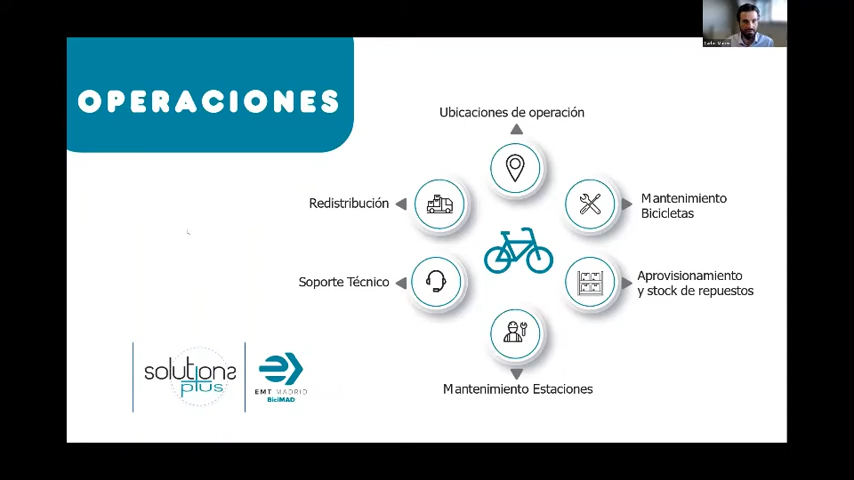 OPERACIONES
Ubicaciones de operación
Redistribución
Mantenimiento
Bicicletas
Soporte Técnico
Aprovisionamiento
y stock de repuestos
Mantenimiento Estaciones
solutions
plus
EMT MADRID
BiciMAD